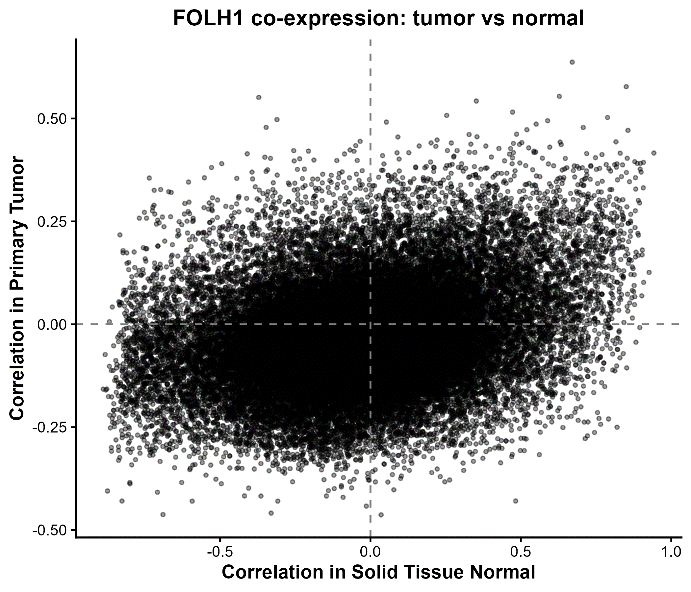 FOLH1 co-expression: tumor vs normal
Correlation in Primary Tumor
0.50
0.25
0.00
-0.25
-0.50
-0.5 0.0 0.5 1.0
Correlation in Solid Tissue Normal